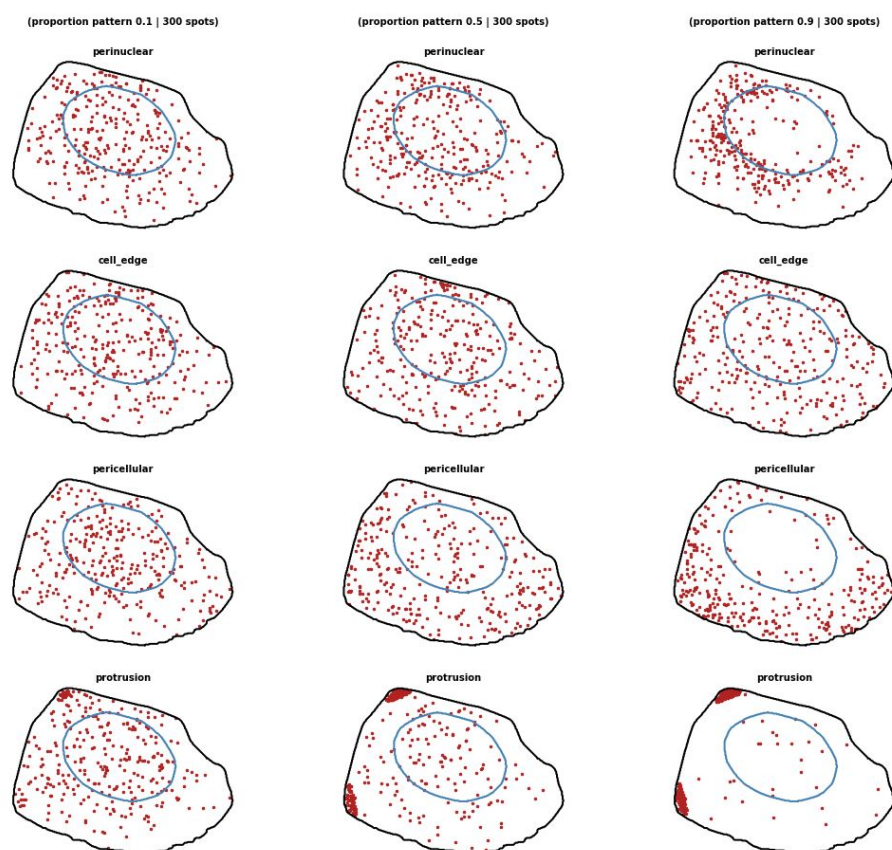 (proportion pattern 0.1 | 300 spots) (proportion pattern 0.5 | 300 spots) (proportion pattern 0.9 | 300 spots)
perinuclear perinuclear perinuclear
cell_edge cell_edge cell_edge
pericellular pericellular pericellular
protrusion protrusion protrusion